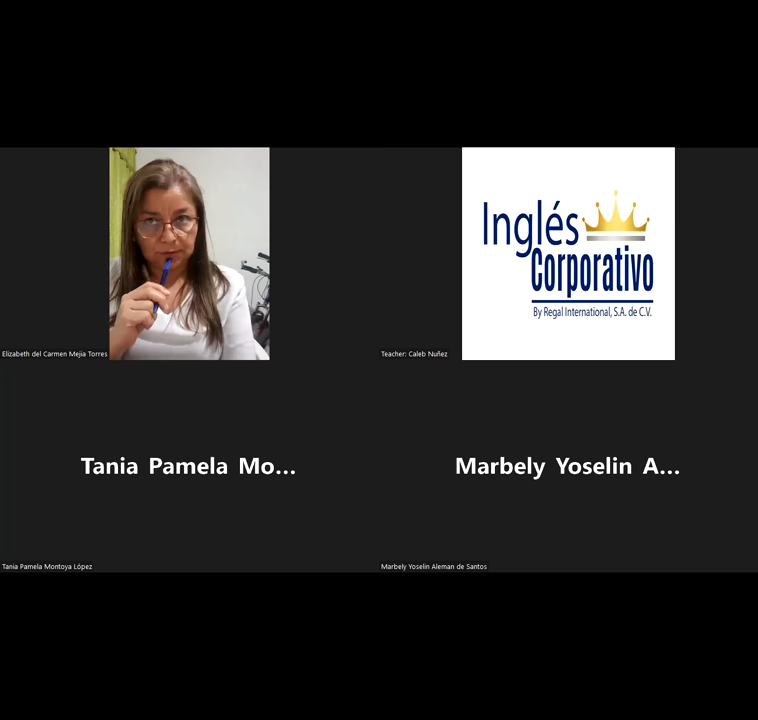 Inglés
Corporativo
By Regal International, S.A. de C.V.
Elizabeth del Carmen Mejia Torres
Teacher: Caleb Nuñez
Tania Pamela Mo...
Marbely Yoselin A...
Tania Pamela Montoya López
Marbely Yoselin Aleman de Santos